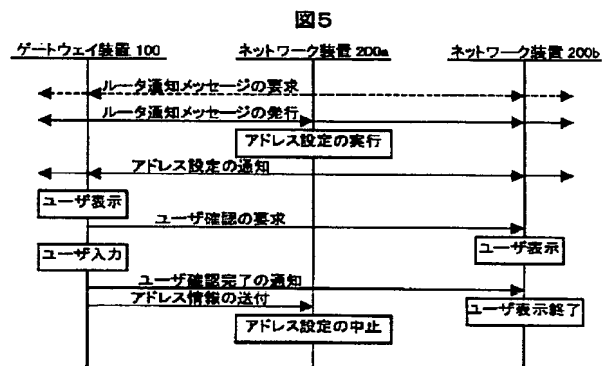 図5
ゲートウェイ装置 100 ネットワーク装置 200a ネットワーク装置 200b
ルータ通知メッセージの要求
ルータ通知メッセージの発行
アドレス設定の実行
アドレス設定の通知
ユーザ表示
ユーザ確認の要求
ユーザ入力
ユーザ表示
ユーザ確認完了の通知
アドレス情報の送付
ユーザ表示終了
アドレス設定の中止